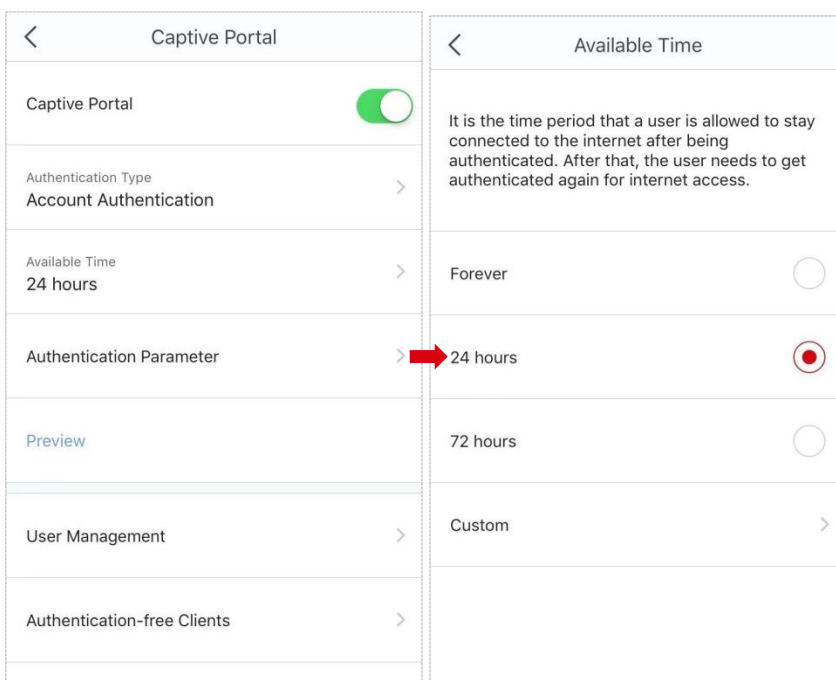 Captive Portal
Captive Portal
Authentication Type
Account Authentication
Available Time
24 hours
Authentication Parameter
Preview
User Management
Authentication-free Clients
Available Time
It is the time period that a user is allowed to stay
connected to the internet after being
authenticated. After that, the user needs to get
authenticated again for internet access.
Forever
24 hours
72 hours
Custom